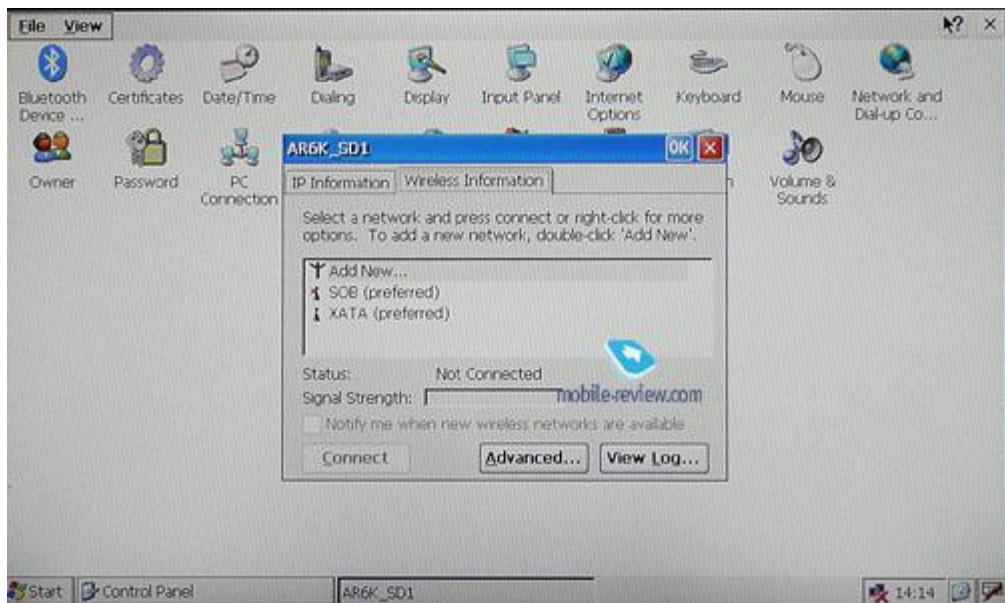 File View
Bluetooth Device ...
Certificates
Date/Time
Dialing
Display
Input Panel
Internet Options
Keyboard
Mouse
Network and Dial-up Co...
Owner
Password
PC Connection
Volume & Sounds
AR6K_SD1
OK
IP Information
Wireless Information
Select a network and press connect or right-click for more
options. To add a new network, double-click 'Add New'.
Add New...
SOB (preferred)
XATA (preferred)
Status: Not Connected
Signal Strength:
mobile-review.com
Notify me when new wireless networks are available
Connect
Advanced...
View Log...
Start
Control Panel
AR6K_SD1
14:14